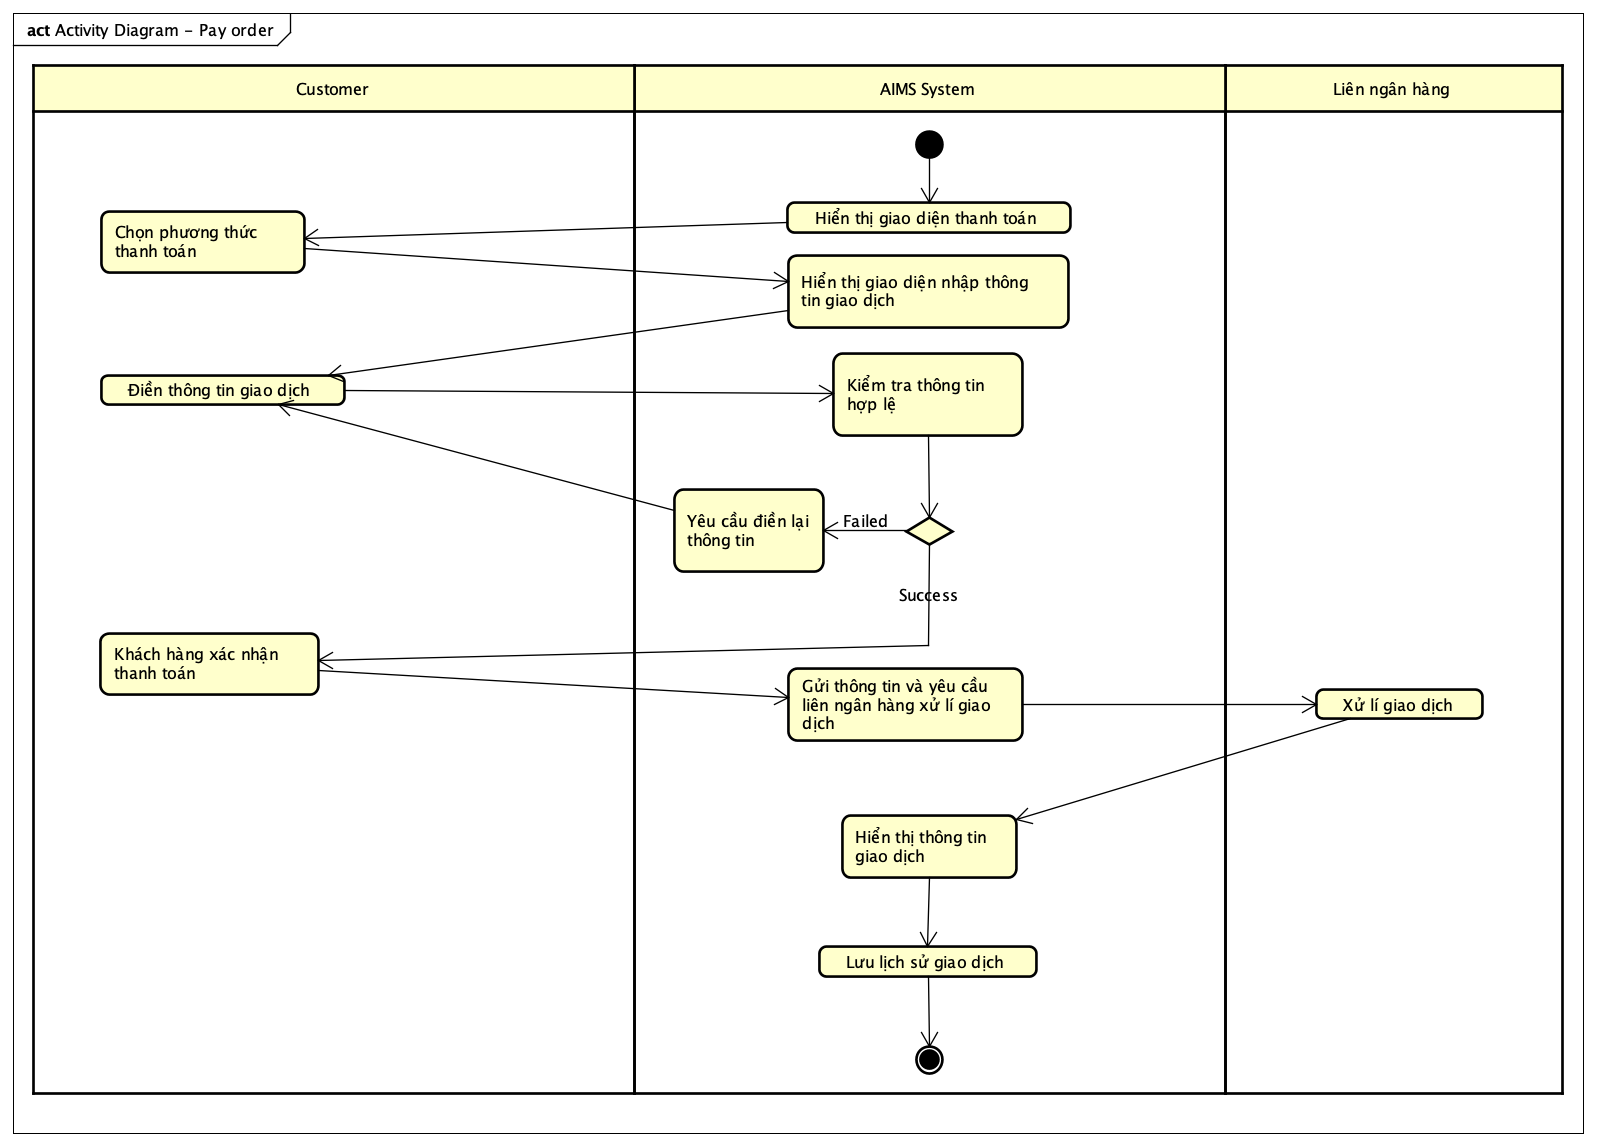 act Activity Diagram - Pay order
Customer
AIMS System
Liên ngân hàng
Hiển thị giao diện thanh toán
Chọn phương thức
thanh toán
Hiển thị giao diện nhập thông
tin giao dịch
Điền thông tin giao dịch
Kiểm tra thông tin
hợp lệ
Yêu cầu điền lại
thông tin
Failed
Success
Khách hàng xác nhận
thanh toán
Gửi thông tin và yêu cầu
liên ngân hàng xử lí giao
dịch
Xử lí giao dịch
Hiển thị thông tin
giao dịch
Lưu lịch sử giao dịch